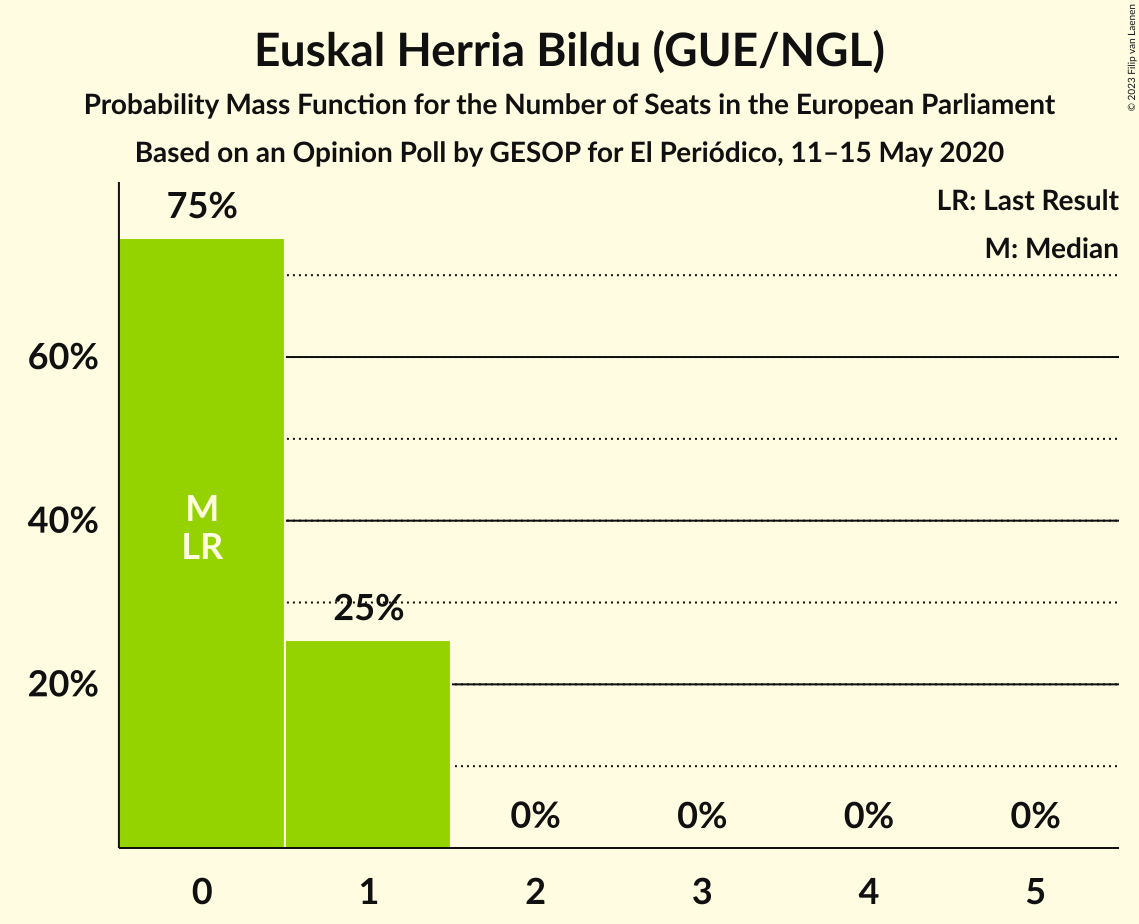 Euskal Herria Bildu (GUE/NGL)
Probability Mass Function for the Number of Seats in the European Parliament
Based on an Opinion Poll by GESOP for El Periódico, 11–15 May 2020
© 2023 Filip van Laenen
LR: Last Result
M: Median
75%
60%
40%
20%
M
LR
25%
0%
0%
0%
0%
0
1
2
3
4
5